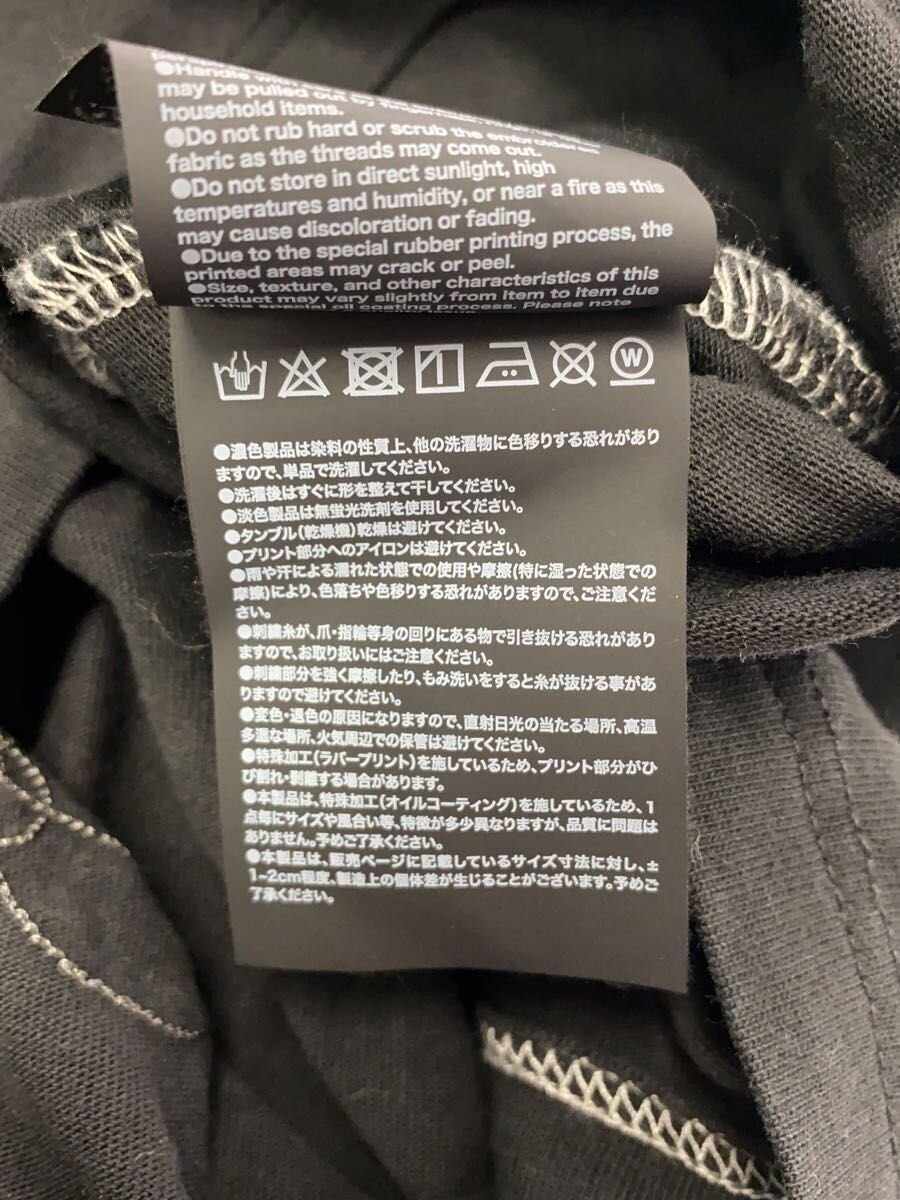 ●Handle with
may be pulled out by
household items.
●Do not rub hard or scrub the embroidered
fabric as the threads may come out.
●Do not store in direct sunlight, high
temperatures and humidity, or near a fire as this
may cause discoloration or fading.
●Due to the special rubber printing process, the
printed areas may crack or peel.
●Size, texture, and other characteristics of this
product may vary slightly from item to item due
to the special oil coating process. Please note
W
●濃色製品は染料の性質上、他の洗濯物に色移りする恐れがあり
ますので、単品で洗濯してください。
●洗濯後はすぐに形を整えて干してください。
●淡色製品は無蛍光洗剤を使用してください。
●タンブル(乾燥機)乾燥は避けてください。
●プリント部分へのアイロンは避けてください。
●雨や汗による濡れた状態での使用や摩擦(特に湿った状態での
摩擦)により、色落ちや色移りする恐れがありますので、ご注意くだ
さい。
●刺繍糸が、爪・指輪等身の回りにある物で引き抜ける恐れがあり
ますので、お取り扱いにはご注意ください。
●刺繍部分を強く摩擦したり、もみ洗いをすると糸が抜ける事があ
りますので避けてください。
●変色・退色の原因になりますので、直射日光の当たる場所、高温
多湿な場所、火気周辺での保管は避けてください。
●特殊加工(ラバープリント)を施しているため、プリント部分がひ
び割れ・剥離する場合があります。
●本製品は、特殊加工(オイルコーティング)を施しているため、1
点毎にサイズや風合い等、特徴が多少異なりますが、品質に問題は
ありません。予めご了承ください。
●本製品は、販売ページに記載しているサイズ寸法に対し、±
1~2cm程度、製造上の個体差が生じることがございます。予めご
了承ください。